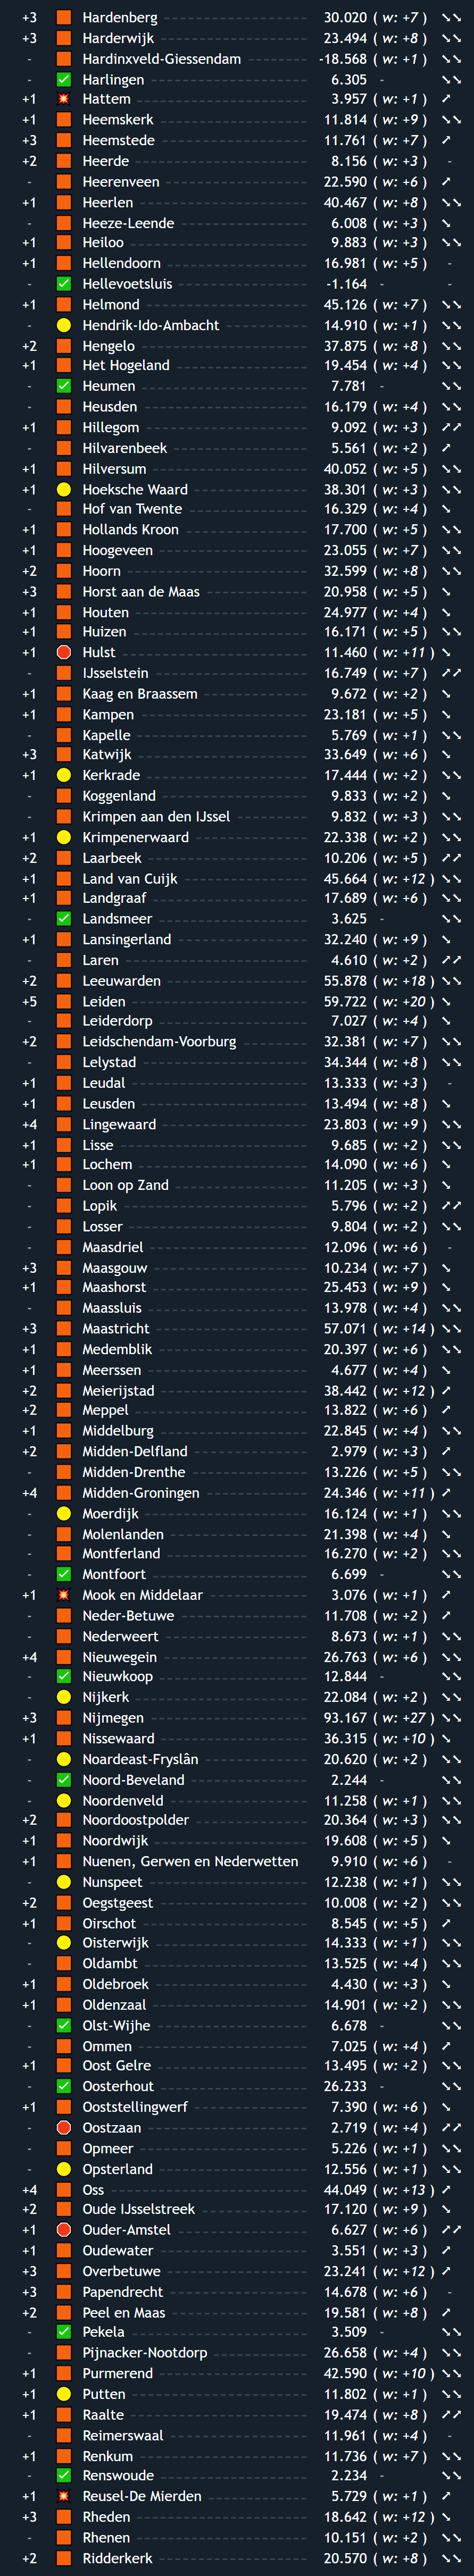 +3 Hardenberg 30.020 ( w: +7 )
+3 Harderwijk 23.494 ( w: +8 )
- Hardinxveld-Giessendam -18.568 ( w: +1 )
- Harlingen 6.305 -
+1 Hattem 3.957 ( w: +1 )
+1 Heemskerk 11.814 ( w: +9 )
+3 Heemstede 11.761 ( w: +7 )
+2 Heerde 8.156 ( w: +3 ) -
- Heerenveen 22.590 ( w: +6 )
+1 Heerlen 40.467 ( w: +8 )
- Heeze-Leende 6.008 ( w: +3 )
+1 Heiloo 9.883 ( w: +3 )
+1 Hellendoorn 16.981 ( w: +5 ) -
- Hellevoetsluis -1.164 - -
+1 Helmond 45.126 ( w: +7 )
- Hendrik-Ido-Ambacht 14.910 ( w: +1 )
+2 Hengelo 37.875 ( w: +8 )
+1 Het Hogeland 19.454 ( w: +4 )
- Heumen 7.781 -
- Heusden 16.179 ( w: +4 )
+1 Hillegom 9.092 ( w: +3 )
- Hilvarenbeek 5.561 ( w: +2 )
+1 Hilversum 40.052 ( w: +5 )
+1 Hoeksche Waard 38.301 ( w: +3 )
- Hof van Twente 16.329 ( w: +4 )
+1 Hollands Kroon 17.700 ( w: +5 )
+1 Hoogeveen 23.055 ( w: +7 )
+2 Hoorn 32.599 ( w: +8 )
+3 Horst aan de Maas 20.958 ( w: +5 )
+1 Houten 24.977 ( w: +4 )
+1 Huizen 16.171 ( w: +5 )
+1 Hulst 11.460 ( w: +11 )
- IJsselstein 16.749 ( w: +7 )
+1 Kaag en Braassem 9.672 ( w: +2 )
+1 Kampen 23.181 ( w: +5 )
- Kapelle 5.769 ( w: +1 )
+3 Katwijk 33.649 ( w: +6 )
+1 Kerkrade 17.444 ( w: +2 )
- Koggenland 9.833 ( w: +2 )
- Krimpen aan den IJssel 9.832 ( w: +3 )
+1 Krimpenerwaard 22.338 ( w: +2 )
+2 Laarbeek 10.206 ( w: +5 )
+1 Land van Cuijk 45.664 ( w: +12 )
+1 Landgraaf 17.689 ( w: +6 )
- Landsmeer 3.625 -
+1 Lansingerland 32.240 ( w: +9 )
- Laren 4.610 ( w: +2 )
+2 Leeuwarden 55.878 ( w: +18 )
+5 Leiden 59.722 ( w: +20 )
- Leiderdorp 7.027 ( w: +4 )
+2 Leidschendam-Voorburg 32.381 ( w: +7 )
- Lelystad 34.344 ( w: +8 )
+1 Leudal 13.333 ( w: +3 ) -
+1 Leusden 13.494 ( w: +8 )
+4 Lingewaard 23.803 ( w: +9 )
+1 Lisse 9.685 ( w: +2 )
+1 Lochem 14.090 ( w: +6 )
- Loon op Zand 11.205 ( w: +3 )
- Lopik 5.796 ( w: +2 )
- Losser 9.804 ( w: +2 )
- Maasdriel 12.096 ( w: +6 ) -
+3 Maasgouw 10.234 ( w: +7 )
+1 Maashorst 25.453 ( w: +9 )
- Maassluis 13.978 ( w: +4 )
+3 Maastricht 57.071 ( w: +14 )
+1 Medemblik 20.397 ( w: +6 )
+1 Meerssen 4.677 ( w: +4 )
+2 Meierijstad 38.442 ( w: +12 )
+2 Meppel 13.822 ( w: +6 )
+1 Middelburg 22.845 ( w: +4 )
+2 Midden-Delfland 2.979 ( w: +3 )
- Midden-Drenthe 13.226 ( w: +5 )
+4 Midden-Groningen 24.346 ( w: +11 )
- Moerdijk 16.124 ( w: +1 )
- Molenlanden 21.398 ( w: +4 )
- Montferland 16.270 ( w: +2 )
- Montfoort 6.699 -
+1 Mook en Middelaar 3.076 ( w: +1 )
- Neder-Betuwe 11.708 ( w: +2 )
- Nederweert 8.673 ( w: +1 )
+4 Nieuwegein 26.763 ( w: +6 )
- Nieuwkoop 12.844 -
- Nijkerk 22.084 ( w: +2 )
+3 Nijmegen 93.167 ( w: +27 )
+1 Nissewaard 36.315 ( w: +10 )
- Noardeast-Fryslân 20.620 ( w: +2 )
- Noord-Beveland 2.244 -
- Noordenveld 11.258 ( w: +1 )
+2 Noordoostpolder 20.364 ( w: +3 )
+1 Noordwijk 19.608 ( w: +5 )
+1 Nuenen, Gerwen en Nederwetten 9.910 ( w: +6 ) -
- Nunspeet 12.238 ( w: +1 )
+2 Oegstgeest 10.008 ( w: +2 )
+1 Oirschot 8.545 ( w: +5 )
- Oisterwijk 14.333 ( w: +1 )
- Oldambt 13.525 ( w: +4 )
+1 Oldebroek 4.430 ( w: +3 )
+1 Oldenzaal 14.901 ( w: +2 )
- Olst-Wijhe 6.678 -
- Ommen 7.025 ( w: +4 )
+1 Oost Gelre 13.495 ( w: +2 )
- Oosterhout 26.233 -
+1 Ooststellingwerf 7.390 ( w: +6 )
- Oostzaan 2.719 ( w: +4 )
- Opmeer 5.226 ( w: +1 )
- Opsterland 12.556 ( w: +1 )
+4 Oss 44.049 ( w: +13 )
+2 Oude IJsselstreek 17.120 ( w: +9 )
+1 Ouder-Amstel 6.627 ( w: +6 )
+1 Oudewater 3.551 ( w: +3 )
+3 Overbetuwe 23.241 ( w: +12 )
+3 Papendrecht 14.678 ( w: +6 ) -
+2 Peel en Maas 19.581 ( w: +8 )
- Pekela 3.509 -
- Pijnacker-Nootdorp 26.658 ( w: +4 )
+1 Purmerend 42.590 ( w: +10 )
+1 Putten 11.802 ( w: +1 )
+1 Raalte 19.474 ( w: +8 )
- Reimerswaal 11.961 ( w: +4 ) -
+1 Renkum 11.736 ( w: +7 )
- Renswoude 2.234 -
+1 Reusel-De Mierden 5.729 ( w: +1 )
+3 Rheden 18.642 ( w: +12 )
- Rhenen 10.151 ( w: +2 )
+2 Ridderkerk 20.570 ( w: +8 )